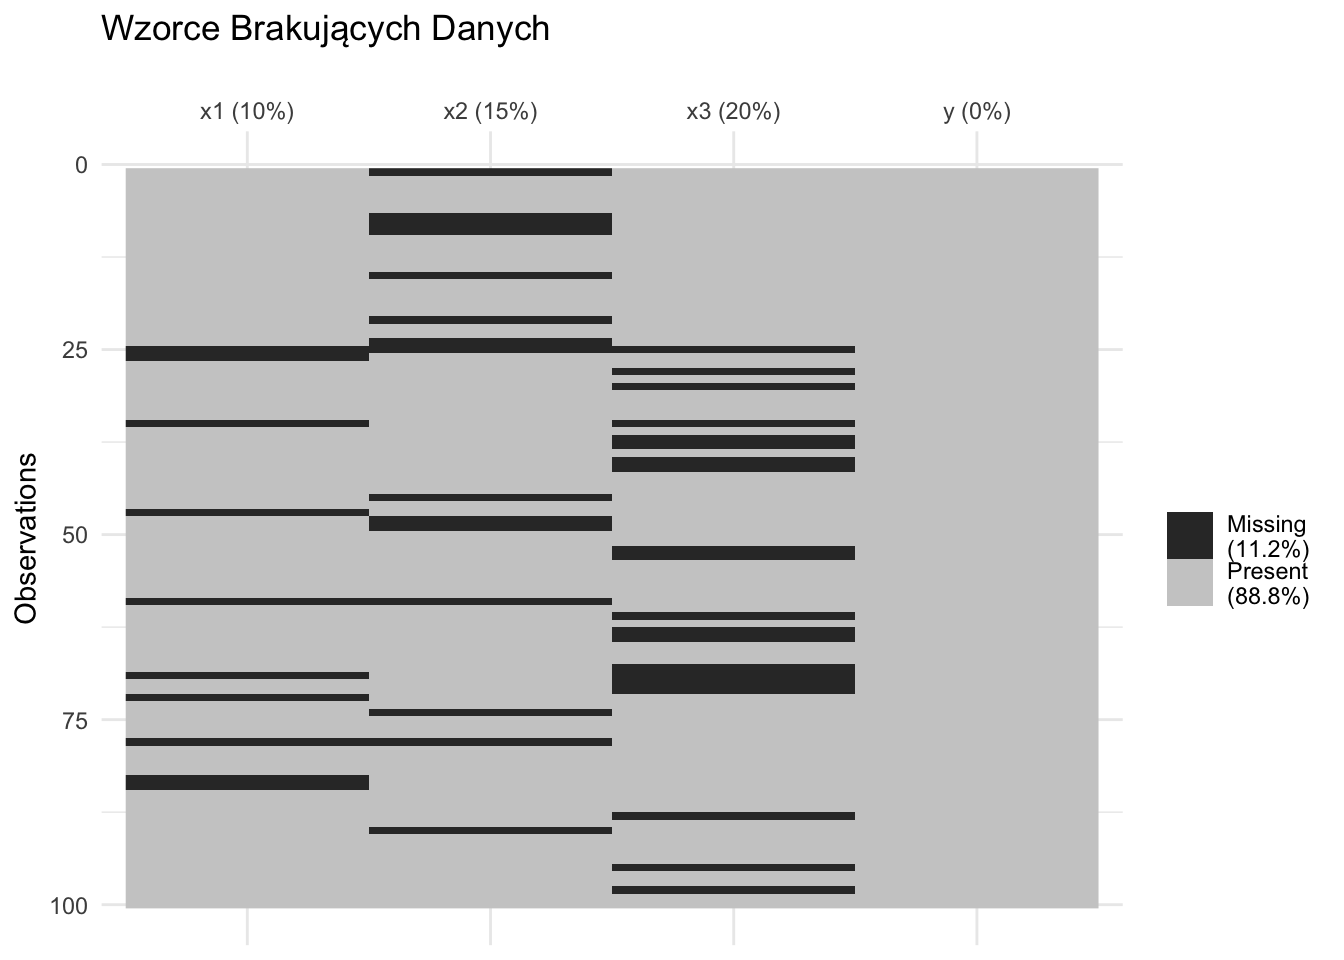 Wzorce Brakujących Danych
x1 (10%)
x2 (15%)
x3 (20%)
y (0%)
0
25
50
75
100
Observations
Missing
(11.2%)
Present
(88.8%)